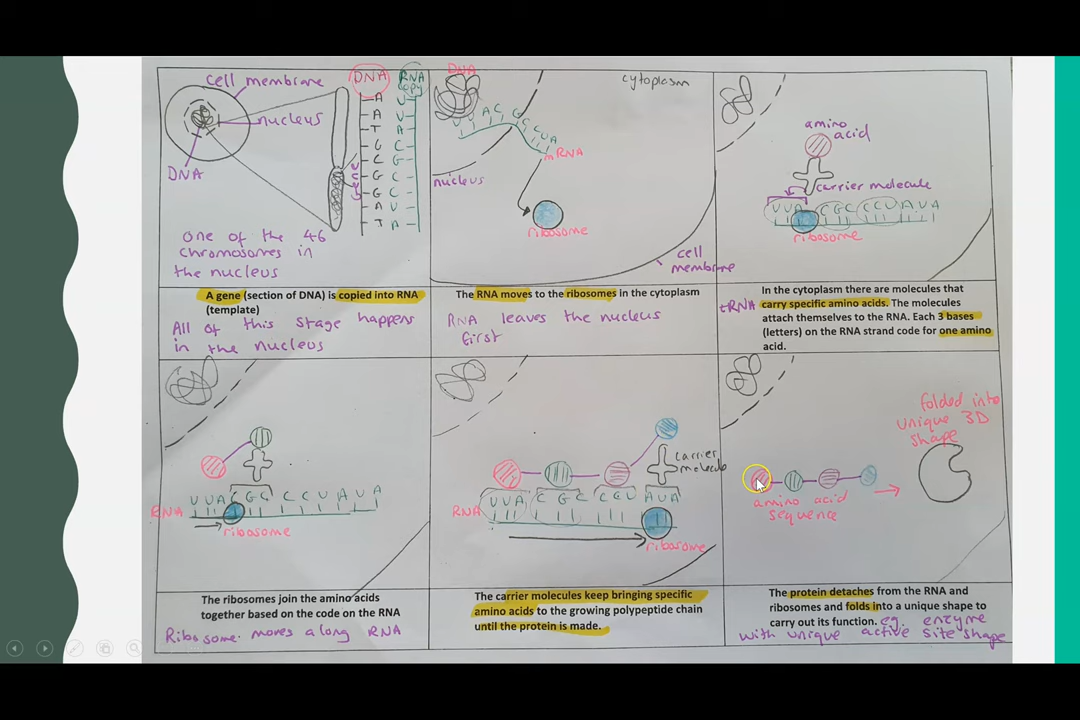 cell membrane
nucleus
DNA
DNA RNA copy
A U
A U
T A
G C
C G
G C
G C
A U
T A
Gene
One of the 46
chromosomes in
the nucleus
A gene (section of DNA) is copied into RNA
(template)
All of this stage happens
in the nucleus
DNA
cytoplasm
mRNA
nucleus
ribosome
cell
membrane
The RNA moves to the ribosomes in the cytoplasm
RNA leaves the nucleus
first
amino
acid
carrier molecule
UUA CGC CCU AUA
ribosome
tRNA
In the cytoplasm there are molecules that
carry specific amino acids. The molecules
attach themselves to the RNA. Each 3 bases
(letters) on the RNA strand code for one amino
acid.
UUA CGC CCU AUA
RNA
ribosome
The ribosomes join the amino acids
together based on the code on the RNA
Ribosome moves along RNA
carrier
molecule
UUA CGC CCU AUA
RNA
ribosome
The carrier molecules keep bringing specific
amino acids to the growing polypeptide chain
until the protein is made.
folded into
unique 3D
shape
amino acid
sequence
The protein detaches from the RNA and
ribosomes and folds into a unique shape to
carry out its function. eg. enzyme
with unique active site shape